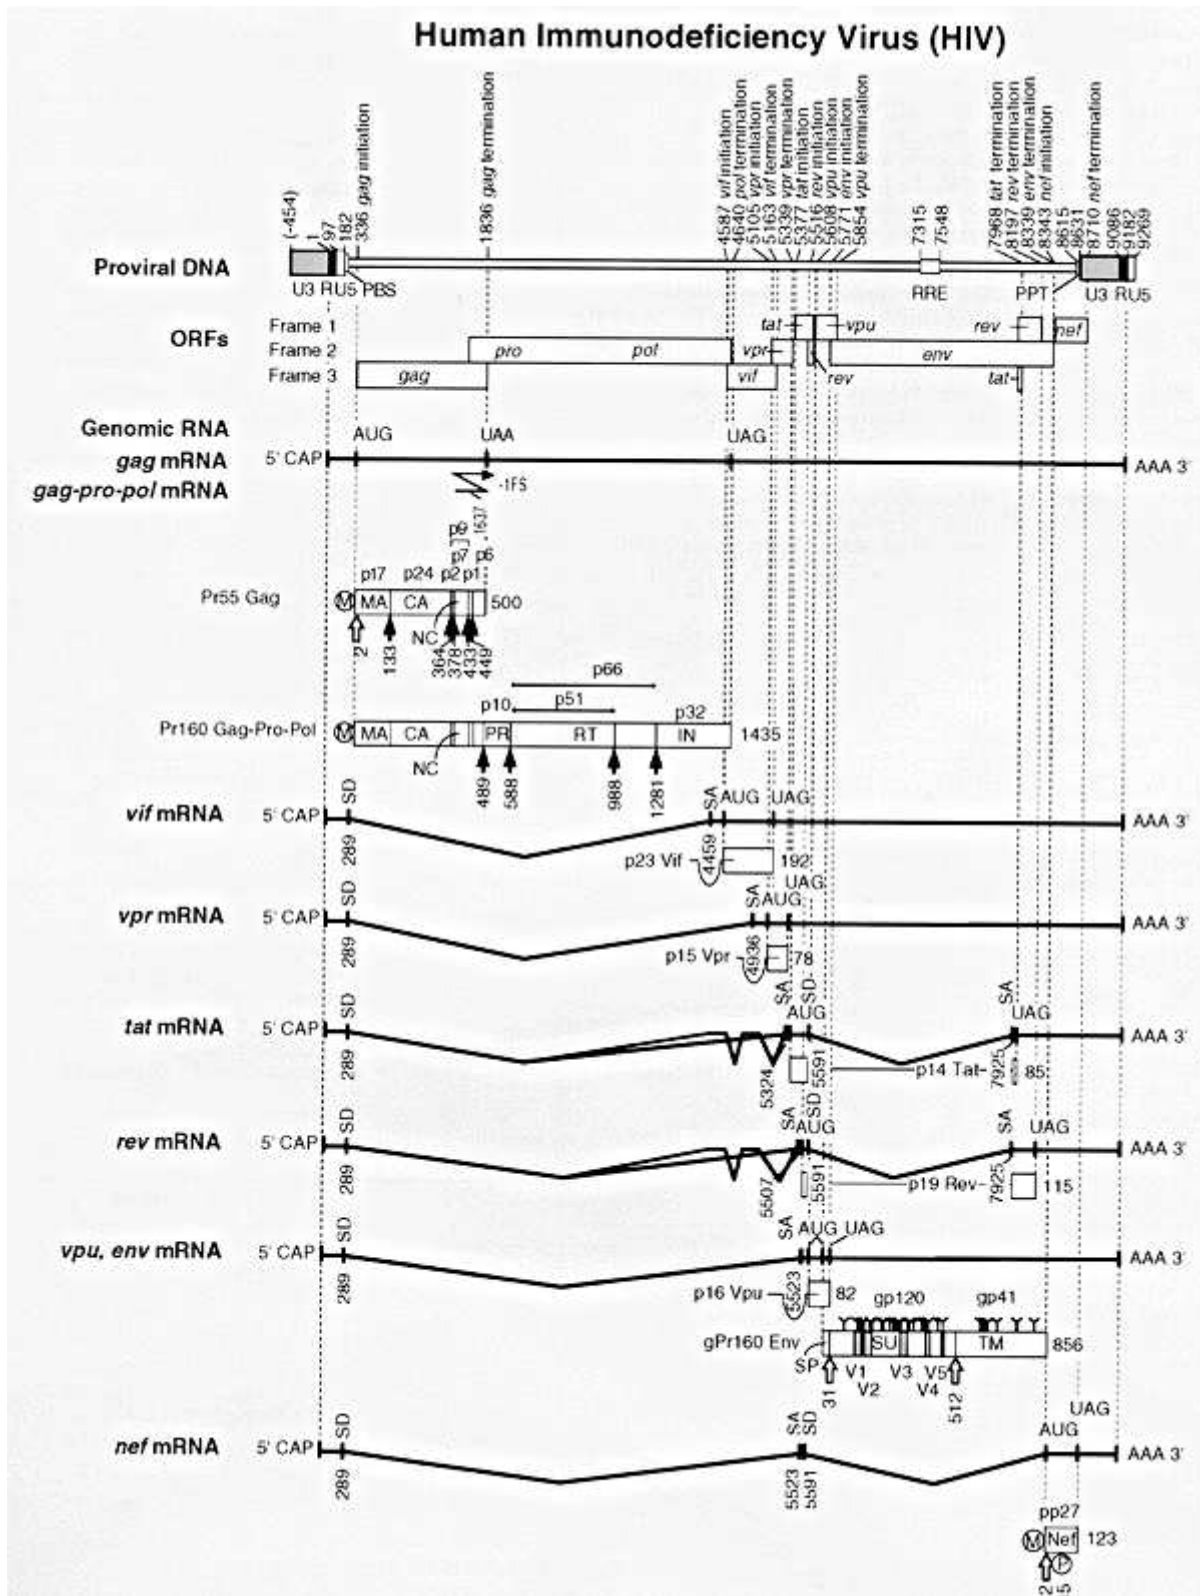 Human Immunodeficiency Virus (HIV)
(-454)
1
97
182
336 gag initiation
1836 gag termination
4587 vif initiation
4640 pol termination
5105 vpr initiation
5163 vif termination
5339 vpr termination
5377 tat initiation
5516 rev initiation
5608 vpu initiation
5771 env initiation
5854 vpu termination
7315
7548
7968 tat termination
8197 rev termination
8339 env termination
8343 nef initiation
8615
8631
8710 nef termination
9086
9182
9269
Proviral DNA
U3 RU5 PBS RRE PPT U3 RU5
ORFs
Frame 1 tat vpu rev nef
Frame 2 pro pol vpr env
Frame 3 gag vif rev tat
Genomic RNA
AUG UAA UAG
gag mRNA 5' CAP AAA 3'
gag-pro-pol mRNA -1FS
1637
p9
p7 p6
p17 p24 p2 p1
Pr55 Gag M MA CA 500
NC
2 133 364 378 433 449
p66
p10 p51 p32
Pr160 Gag-Pro-Pol M MA CA PR RT IN 1435
NC
489 588 988 1281
SD SA AUG UAG
vif mRNA 5' CAP AAA 3'
289 p23 Vif 4459 192
SD SA AUG UAG
vpr mRNA 5' CAP AAA 3'
289 p15 Vpr 4936 78
SD SA AUG SD SA UAG
tat mRNA 5' CAP AAA 3'
289 5324 5591 p14 Tat 7925 85
SD SA AUG SD SA UAG
rev mRNA 5' CAP AAA 3'
289 5507 5591 p19 Rev 7925 115
SD SA AUG UAG
vpu, env mRNA 5' CAP AAA 3'
289 p16 Vpu 5523 82
gp120 gp41
gPr160 Env SU TM 856
SP 31 V1 V2 V3 V4 V5 512
SD SA SD AUG UAG
nef mRNA 5' CAP AAA 3'
289 5523 5591
pp27
M Nef 123
2 P 5